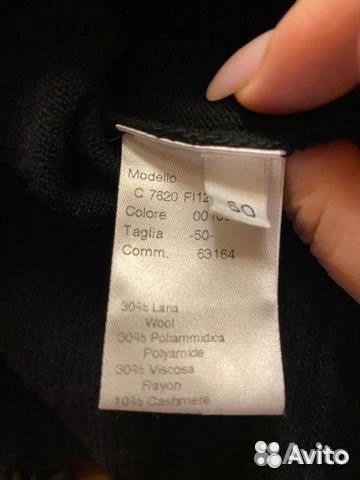 Modello
C 7620 FI12
Colore 001
Taglia -50-
Comm. 63164
50
30% Lana
Wool
30% Poliammidica
Polyamide
30% Viscosa
Rayon
10% Cashmere
Avito